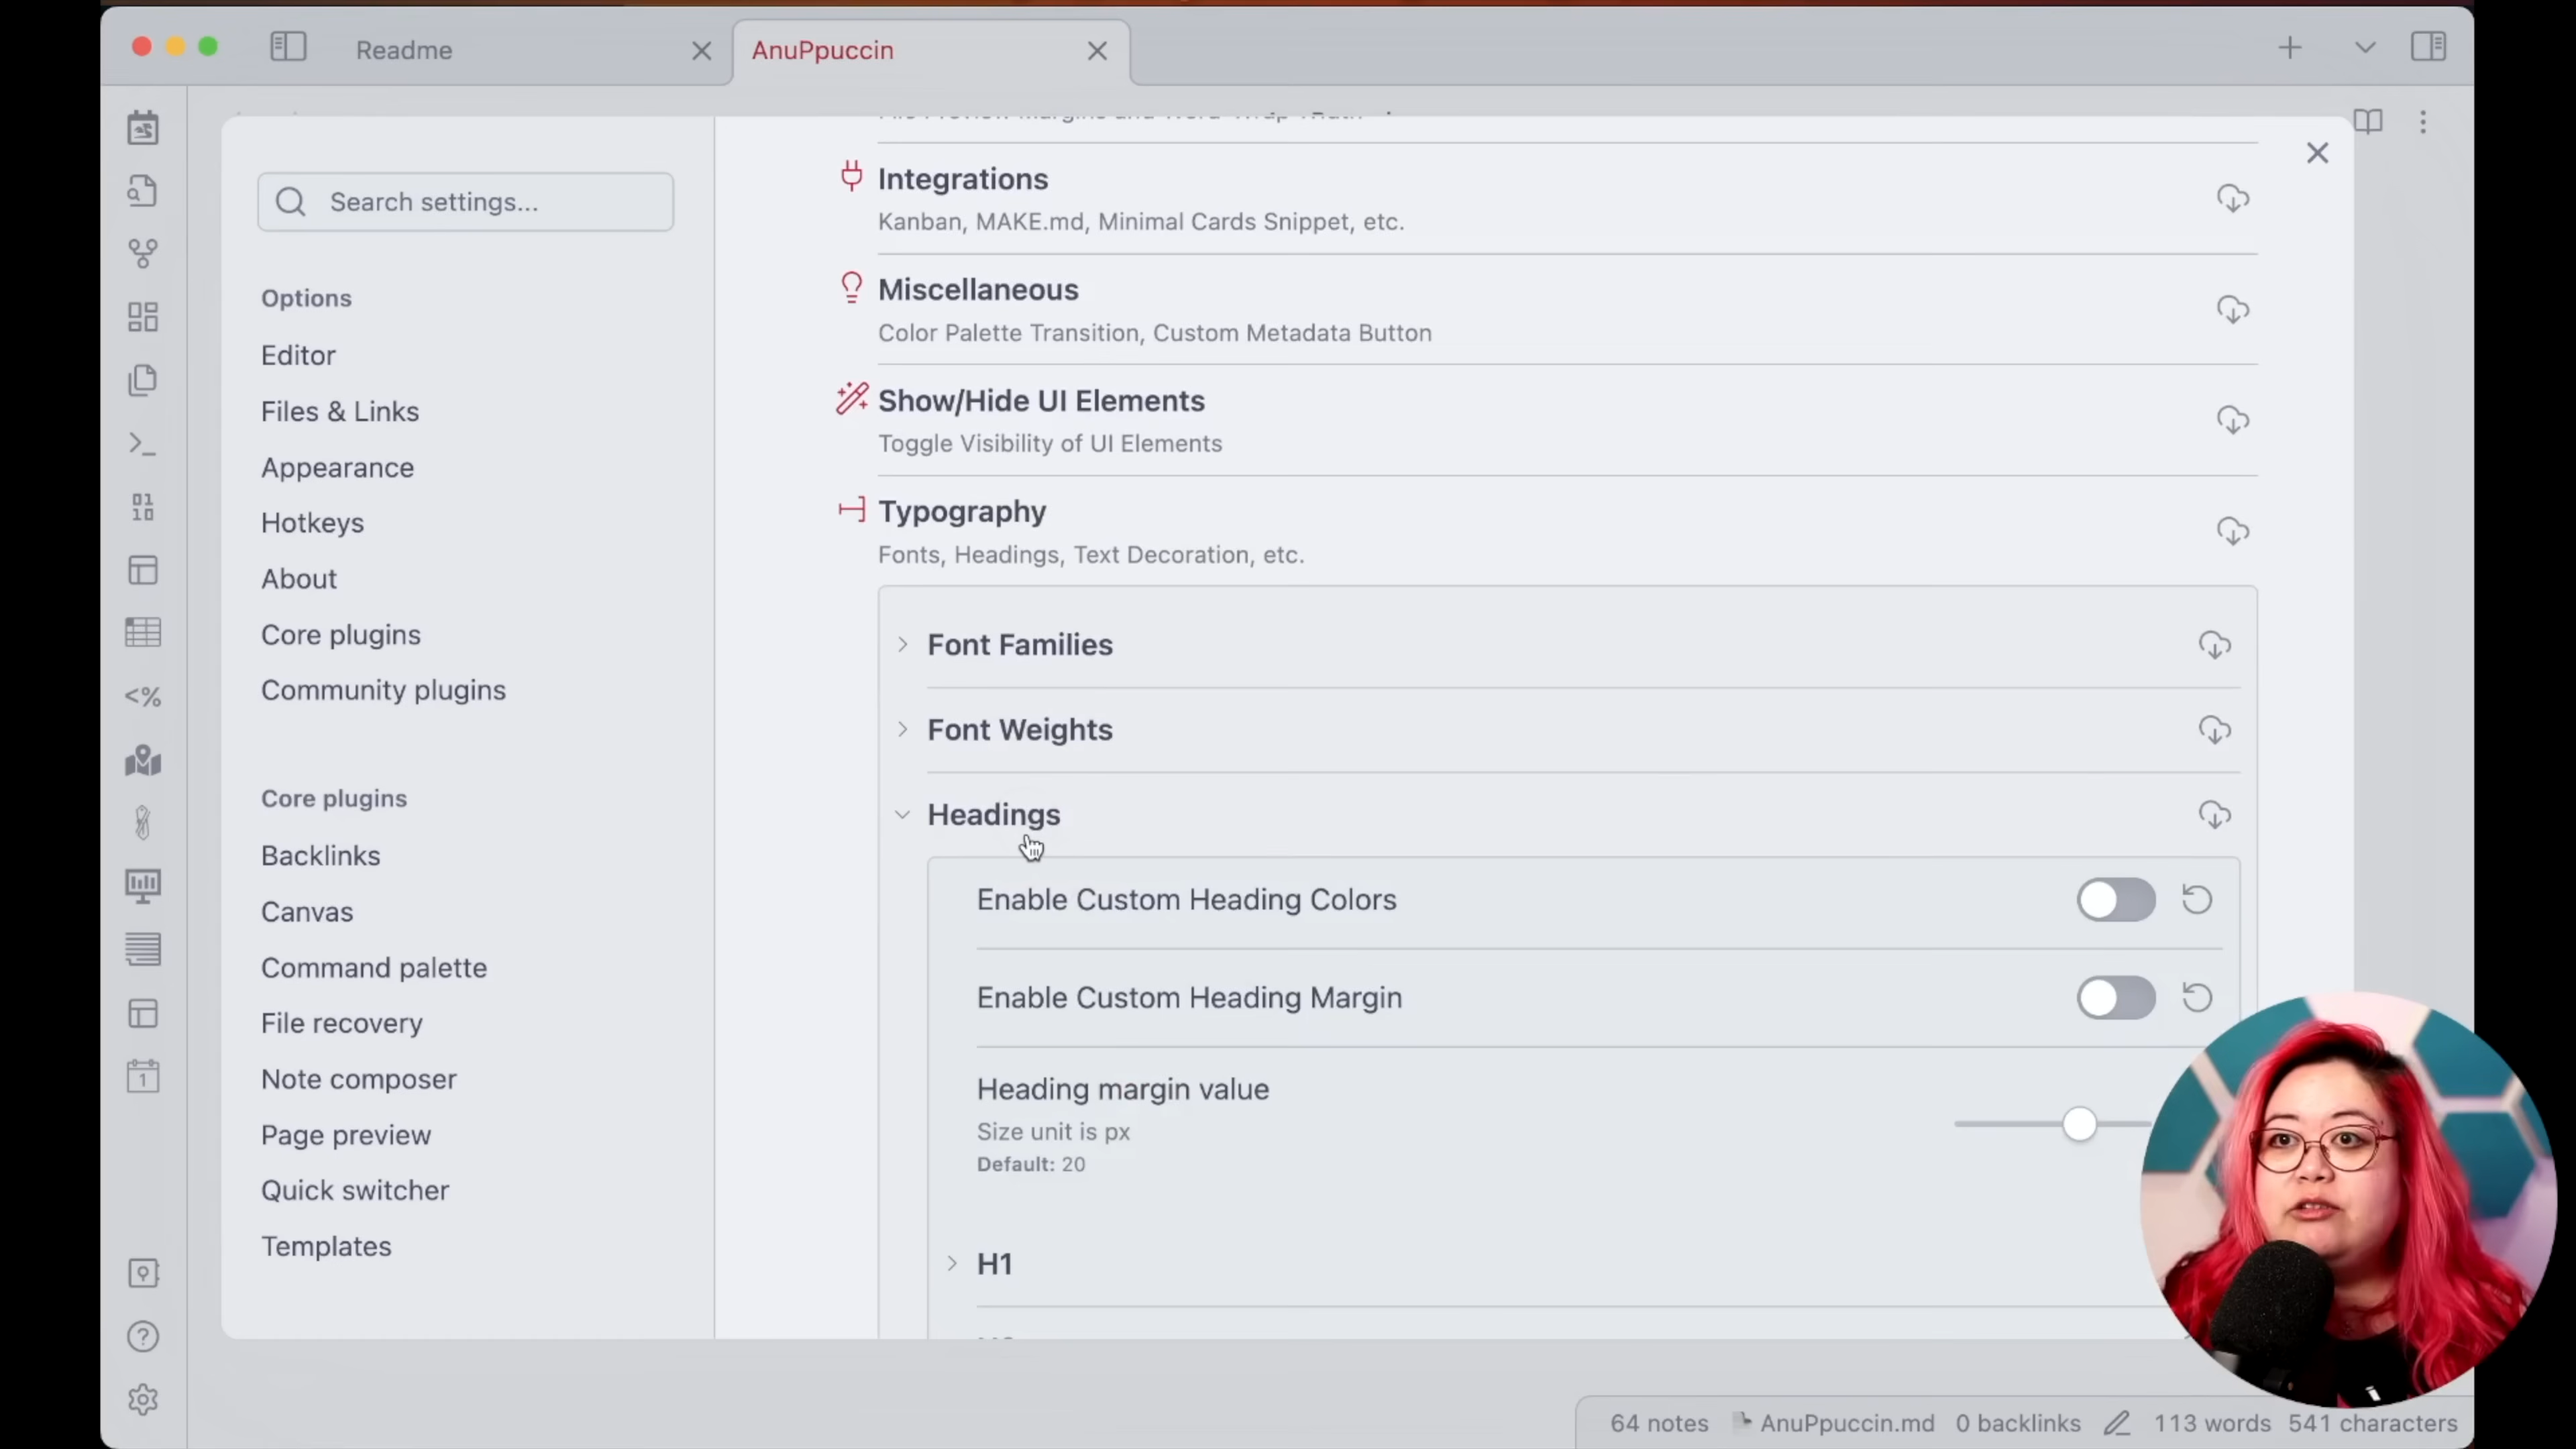 Readme
AnuPpuccin
Search settings...
Options
Editor
Files & Links
Appearance
Hotkeys
About
Core plugins
Community plugins
Core plugins
Backlinks
Canvas
Command palette
File recovery
Note composer
Page preview
Quick switcher
Templates
Integrations
Kanban, MAKE.md, Minimal Cards Snippet, etc.
Miscellaneous
Color Palette Transition, Custom Metadata Button
Show/Hide UI Elements
Toggle Visibility of UI Elements
Typography
Fonts, Headings, Text Decoration, etc.
Font Families
Font Weights
Headings
Enable Custom Heading Colors
Enable Custom Heading Margin
Heading margin value
Size unit is px
Default: 20
H1
64 notes AnuPpuccin.md 0 backlinks 113 words 541 characters